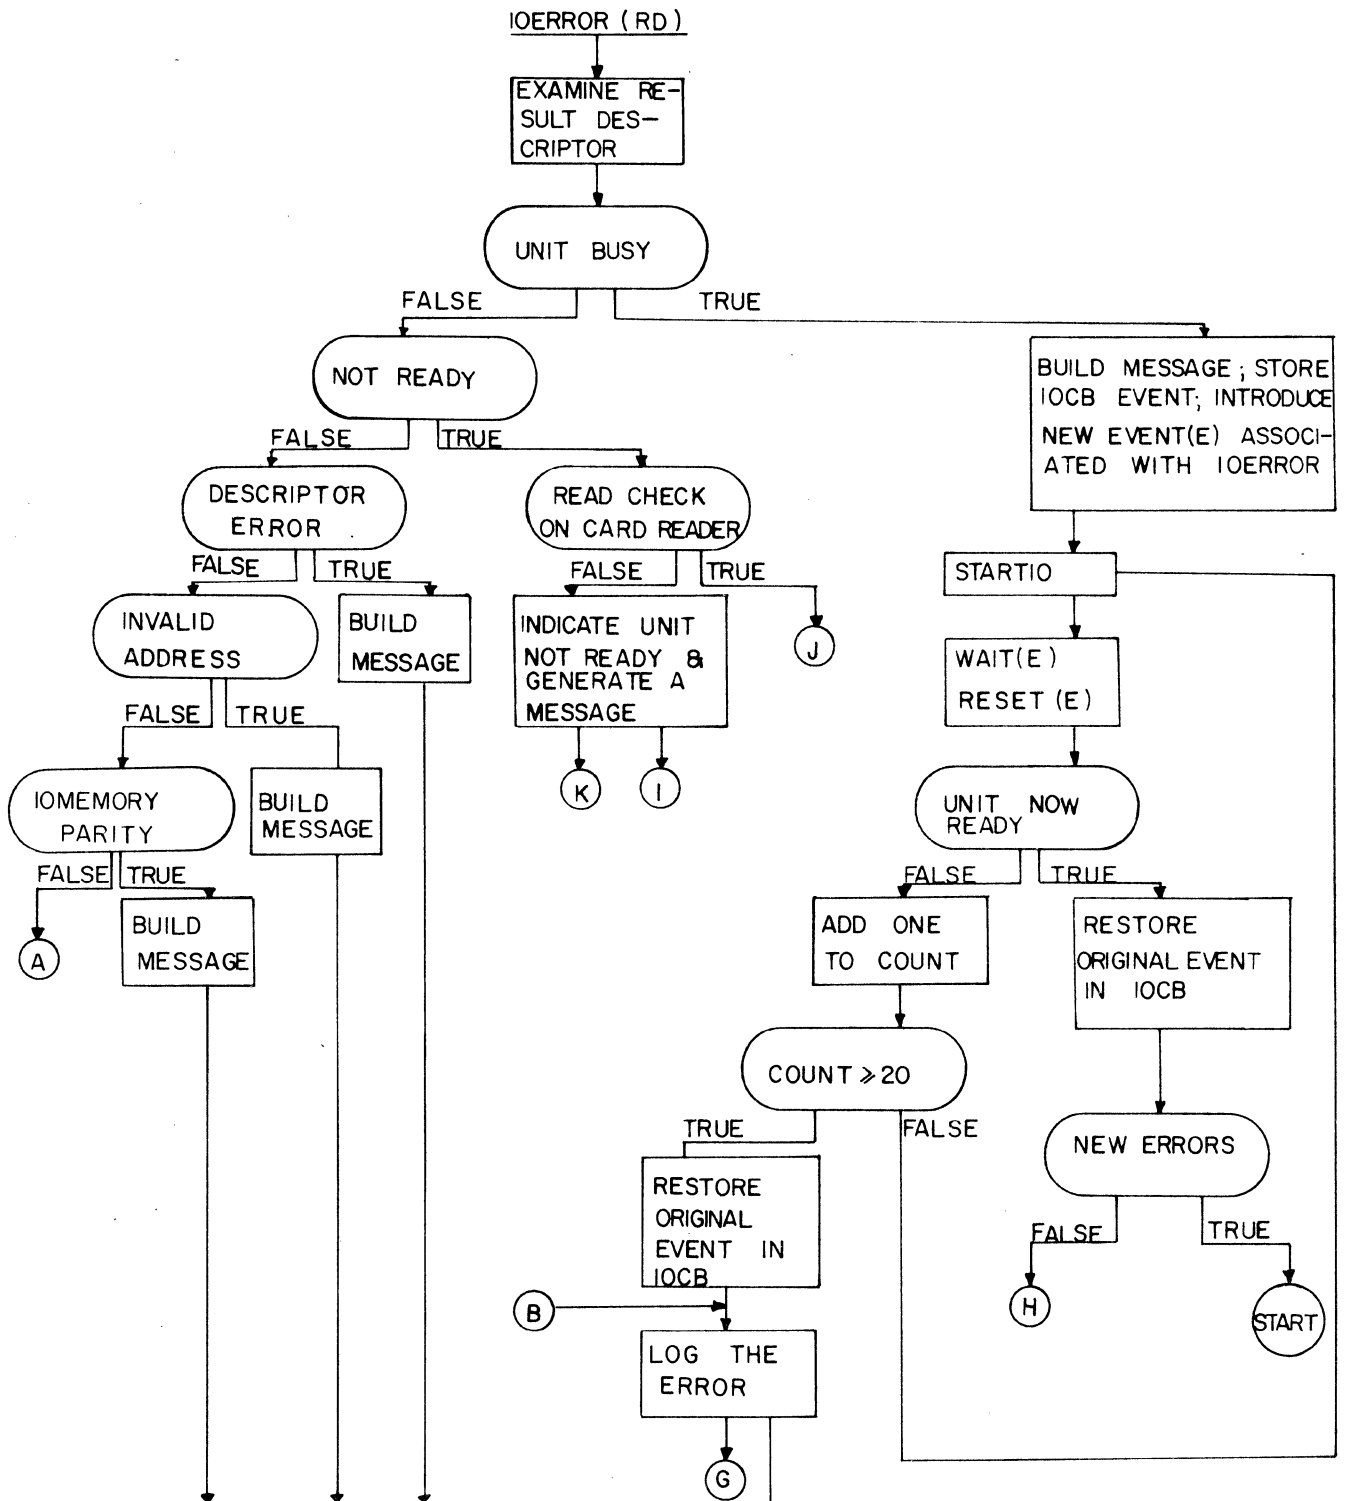 IOERROR (RD)
EXAMINE RE-
SULT DES-
CRIPTOR
UNIT BUSY
FALSE
TRUE
NOT READY
BUILD MESSAGE; STORE
IOCB EVENT; INTRODUCE
NEW EVENT(E) ASSOCI-
ATED WITH IOERROR
FALSE
TRUE
DESCRIPTOR
ERROR
READ CHECK
ON CARD READER
FALSE
TRUE
FALSE
TRUE
STARTIO
INVALID
ADDRESS
BUILD
MESSAGE
INDICATE UNIT
NOT READY &
GENERATE A
MESSAGE
J
WAIT(E)
RESET (E)
FALSE
TRUE
K
I
IOMEMORY
PARITY
BUILD
MESSAGE
UNIT NOW
READY
FALSE
TRUE
FALSE
TRUE
A
BUILD
MESSAGE
ADD ONE
TO COUNT
RESTORE
ORIGINAL EVENT
IN IOCB
COUNT ⩾ 20
TRUE
FALSE
NEW ERRORS
RESTORE
ORIGINAL
EVENT IN
IOCB
FALSE
TRUE
B
H
START
LOG THE
ERROR
G